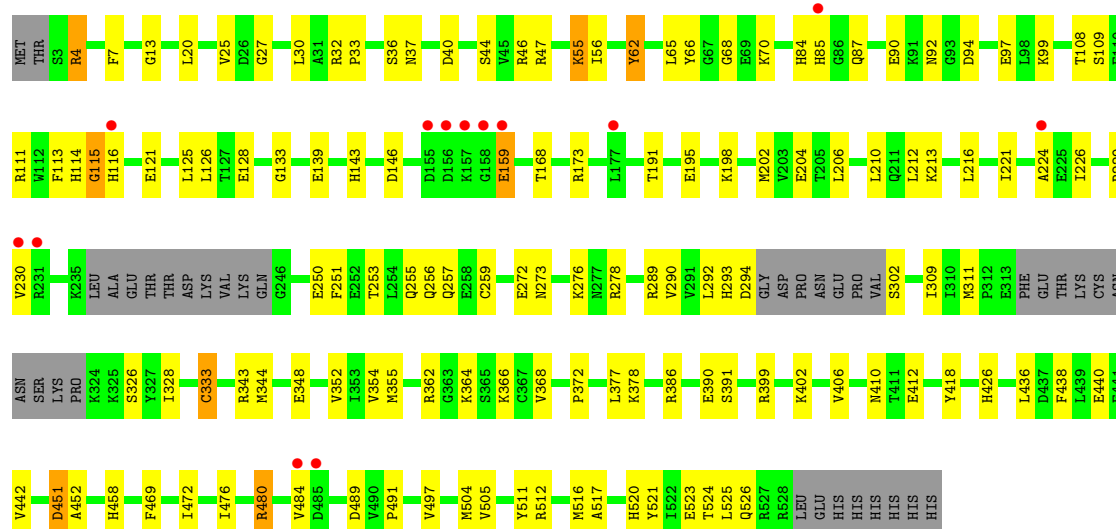 MET THR S3 R4 F7 G13 L20 V25 D26 G27 L30 A31 R32 P33 S36 N37 D40 S44 V45 R46 R47 K55 I56 Y62 L65 Y66 G67 G68 E69 K70 H84 H85 G86 Q87 E90 K91 N92 G93 D94 E97 L98 K99 T108 S109
R111 W112 F113 H114 G115 H116 E121 L125 L126 T127 E128 G133 E139 H143 D146 D155 D156 K157 G158 E159 T168 R173 L177 T191 E195 K198 M202 V203 E204 T205 L206 L210 Q211 L212 K213 L216 I221 A224 E225 I226
V230 R231 K235 LEU ALA GLU THR THR ASP LYS VAL LYS GLN G246 E250 F251 E252 T253 L254 Q255 Q256 Q257 E258 C259 E272 N273 K276 N277 R278 R289 V290 V291 L292 H293 D294 GLY ASP PRO ASN GLU PRO VAL S302 I309 I310 M311 P312 E313 PHE GLU THR LYS CYS ASN
ASN SER LYS PRO K324 K325 S326 Y327 I328 C333 R343 M344 E348 V352 I353 V354 M355 R362 G363 K364 S365 K366 C367 V368 P372 L377 K378 R386 E390 S391 R399 K402 V406 N410 T411 E412 Y418 H426 L436 D437 F438 L439 E440
V442 D451 A452 H458 F469 I472 I476 R480 V484 D485 D489 V490 P491 V497 M504 V505 Y511 R512 M516 A517 H520 Y521 I522 E523 T524 L525 Q526 R527 R528 LEU GLU HIS HIS HIS HIS HIS HIS